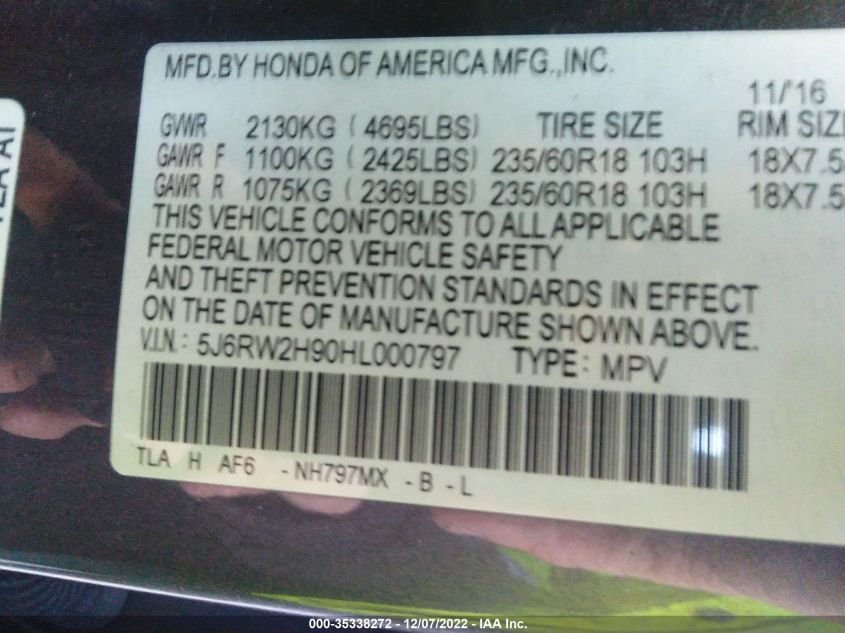 MFD.BY HONDA OF AMERICA MFG.,INC.
11/'16
GVWR 2130KG ( 4695LBS) TIRE SIZE RIM SIZE
GAWR F 1100KG ( 2425LBS) 235/60R18 103H 18X7.5
GAWR R 1075KG ( 2369LBS) 235/60R18 103H 18X7.5
THIS VEHICLE CONFORMS TO ALL APPLICABLE
FEDERAL MOTOR VEHICLE SAFETY
AND THEFT PREVENTION STANDARDS IN EFFECT
ON THE DATE OF MANUFACTURE SHOWN ABOVE.
V.I.N.: 5J6RW2H90HL000797 TYPE: MPV
TLA H AF6 -NH797MX -B -L
000-35338272 - 12/07/2022 - IAA Inc.